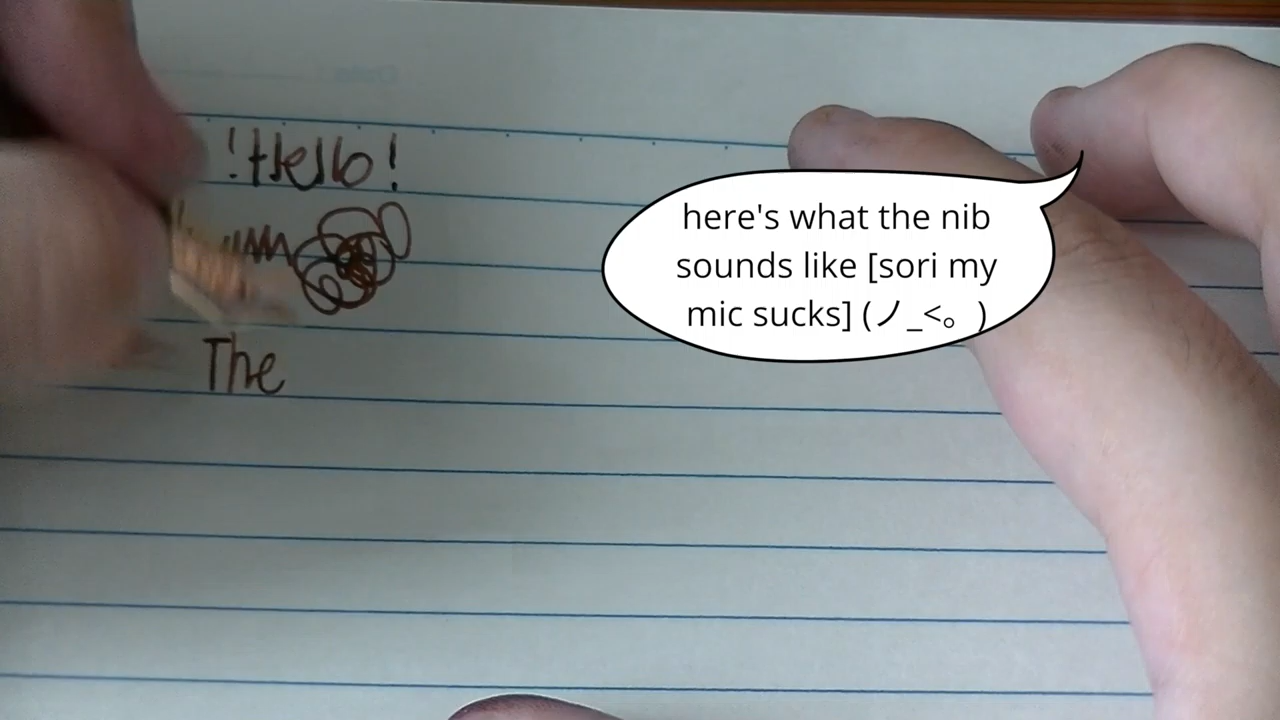 !Hello!
The
here's what the nib
sounds like [sori my
mic sucks] (ノ_<。)